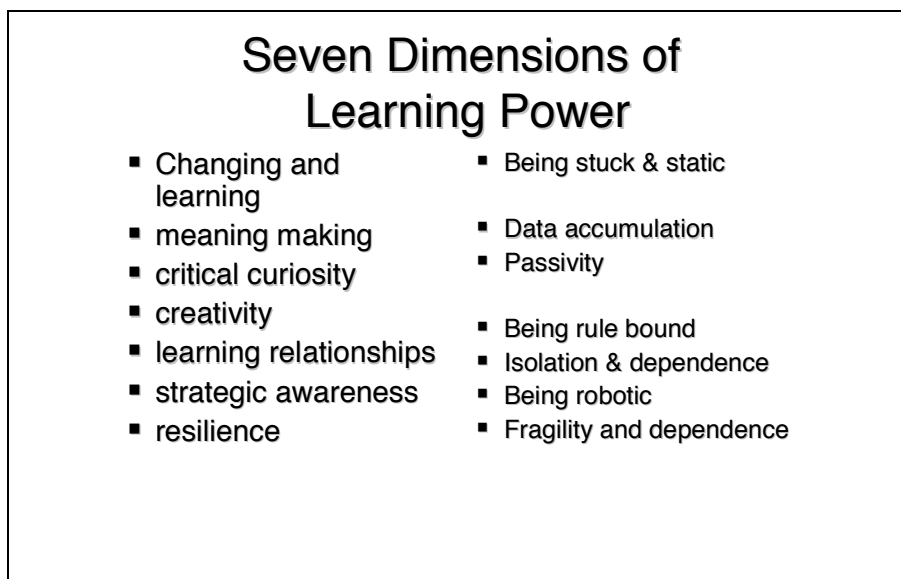 Seven Dimensions of
Learning Power
▪ Changing and
learning
▪ meaning making
▪ critical curiosity
▪ creativity
▪ learning relationships
▪ strategic awareness
▪ resilience
▪ Being stuck & static
▪ Data accumulation
▪ Passivity
▪ Being rule bound
▪ Isolation & dependence
▪ Being robotic
▪ Fragility and dependence